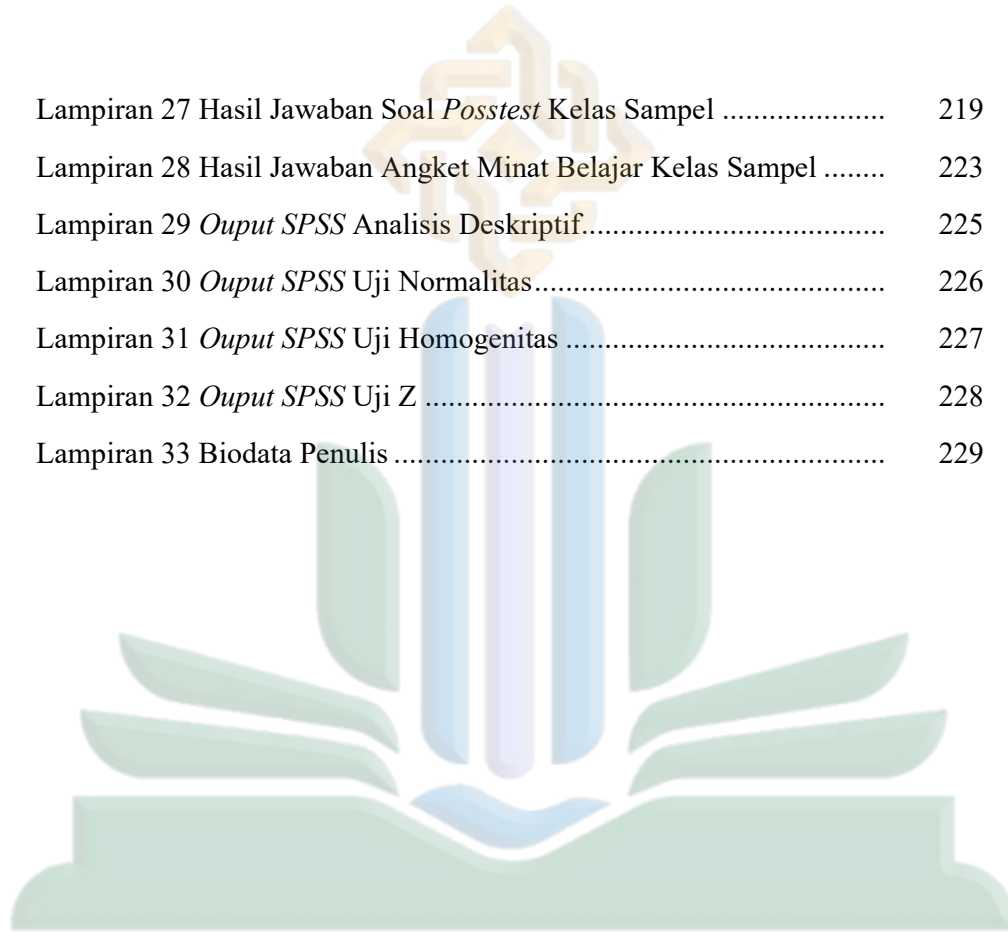 Lampiran 27 Hasil Jawaban Soal Posstest Kelas Sampel .................... 219
Lampiran 28 Hasil Jawaban Angket Minat Belajar Kelas Sampel ........ 223
Lampiran 29 Ouput SPSS Analisis Deskriptif....................................... 225
Lampiran 30 Ouput SPSS Uji Normalitas............................................. 226
Lampiran 31 Ouput SPSS Uji Homogenitas ......................................... 227
Lampiran 32 Ouput SPSS Uji Z ........................................................... 228
Lampiran 33 Biodata Penulis ............................................................... 229